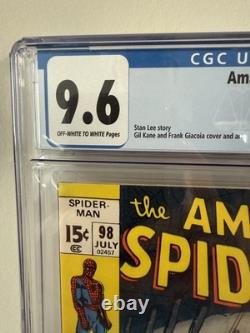 CGC U
Am
9.6
OFF-WHITE TO WHITE Pages
Stan Lee story
Gil Kane and Frank Giacoia cover and a
SPIDER-
MAN
15¢ 98
JULY
02457
the AM
SPID